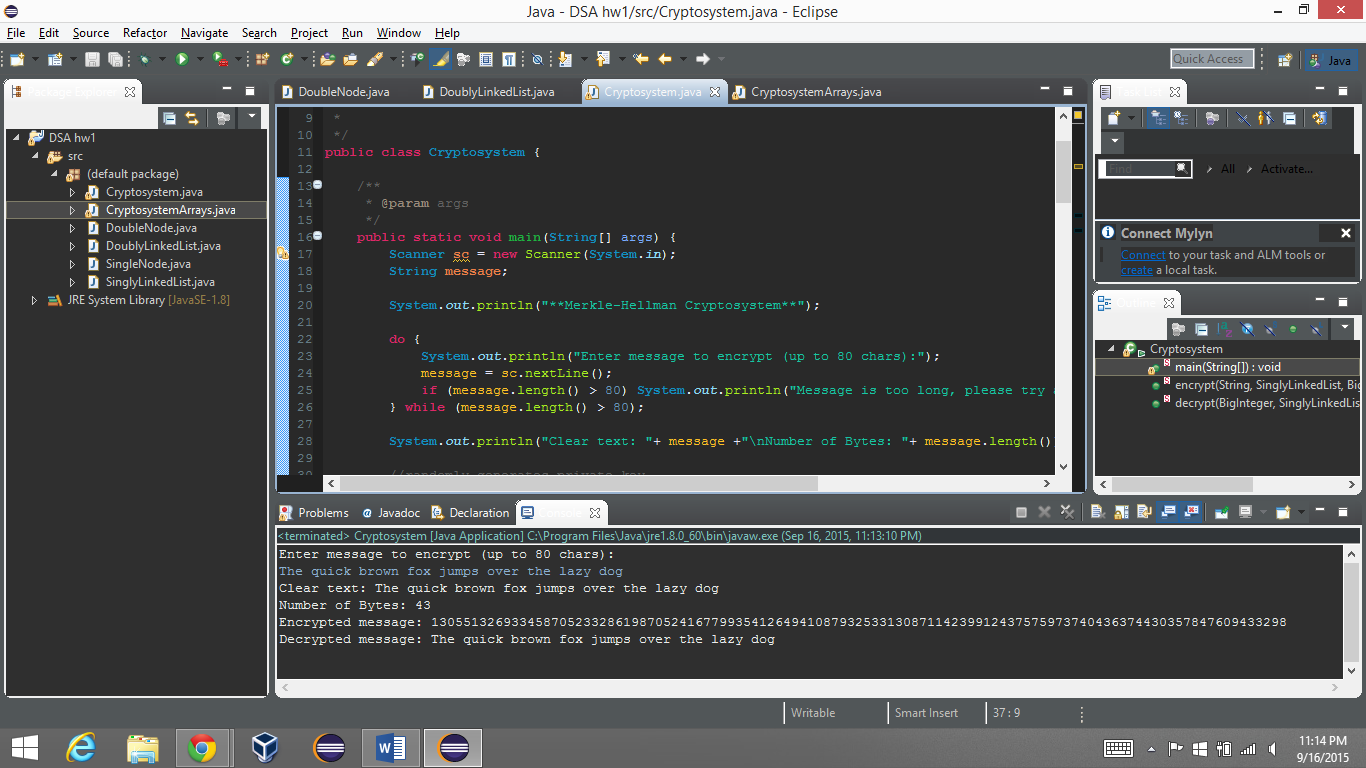 Java - DSA hw1/src/Cryptosystem.java - Eclipse
File Edit Source Refactor Navigate Search Project Run Window Help
Quick Access
Java
Package Explorer
DSA hw1
src
(default package)
Cryptosystem.java
CryptosystemArrays.java
DoubleNode.java
DoublyLinkedList.java
SingleNode.java
SinglyLinkedList.java
JRE System Library [JavaSE-1.8]
DoubleNode.java DoublyLinkedList.java Cryptosystem.java CryptosystemArrays.java
9 *
10 */
11 public class Cryptosystem {
12
13 /**
14 * @param args
15 */
16 public static void main(String[] args) {
17 Scanner sc = new Scanner(System.in);
18 String message;
19
20 System.out.println("**Merkle-Hellman Cryptosystem**");
21
22 do {
23 System.out.println("Enter message to encrypt (up to 80 chars):");
24 message = sc.nextLine();
25 if (message.length() > 80) System.out.println("Message is too long, please try
26 } while (message.length() > 80);
27
28 System.out.println("Clear text: "+ message +"\nNumber of Bytes: "+ message.length()
29
30 //randomly generates private key
Task List
Find
All
Activate...
Connect Mylyn
Connect to your task and ALM tools or
create a local task.
Cryptosystem
main(String[]) : void
encrypt(String, SinglyLinkedList, Big
decrypt(BigInteger, SinglyLinkedLis
Problems Javadoc Declaration Console
<terminated> Cryptosystem [Java Application] C:\Program Files\Java\jre1.8.0_60\bin\javaw.exe (Sep 16, 2015, 11:13:10 PM)
Enter message to encrypt (up to 80 chars):
The quick brown fox jumps over the lazy dog
Clear text: The quick brown fox jumps over the lazy dog
Number of Bytes: 43
Encrypted message: 13055132693345870523328619870524167799354126494108793253313087114239912437575973740436374430357847609433298
Decrypted message: The quick brown fox jumps over the lazy dog
Writable Smart Insert 37 : 9
11:14 PM
9/16/2015